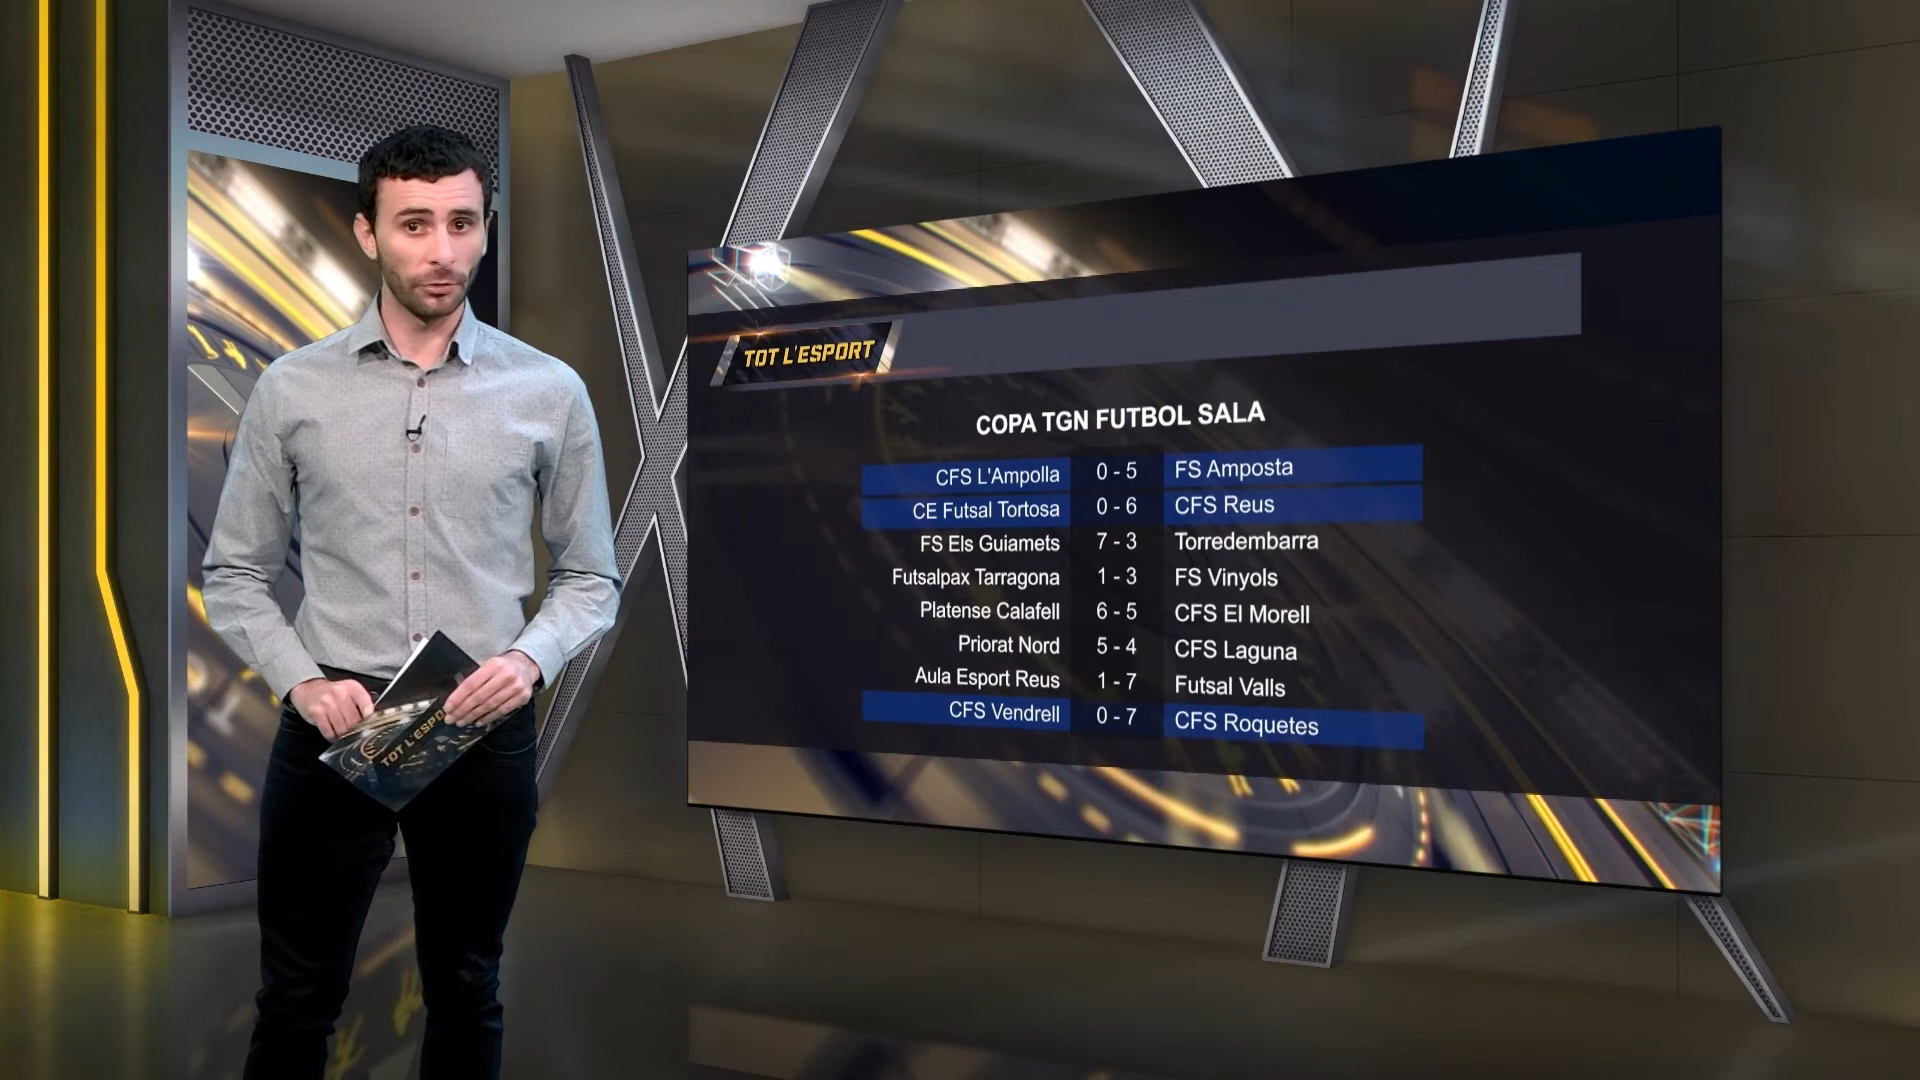 TOT L'ESPORT
COPA TGN FUTBOL SALA
CFS L'Ampolla 0 - 5 FS Amposta
CE Futsal Tortosa 0 - 6 CFS Reus
FS Els Guiamets 7 - 3 Torredembarra
Futsalpax Tarragona 1 - 3 FS Vinyols
Platense Calafell 6 - 5 CFS El Morell
Priorat Nord 5 - 4 CFS Laguna
Aula Esport Reus 1 - 7 Futsal Valls
CFS Vendrell 0 - 7 CFS Roquetes
TOT L'ESPO